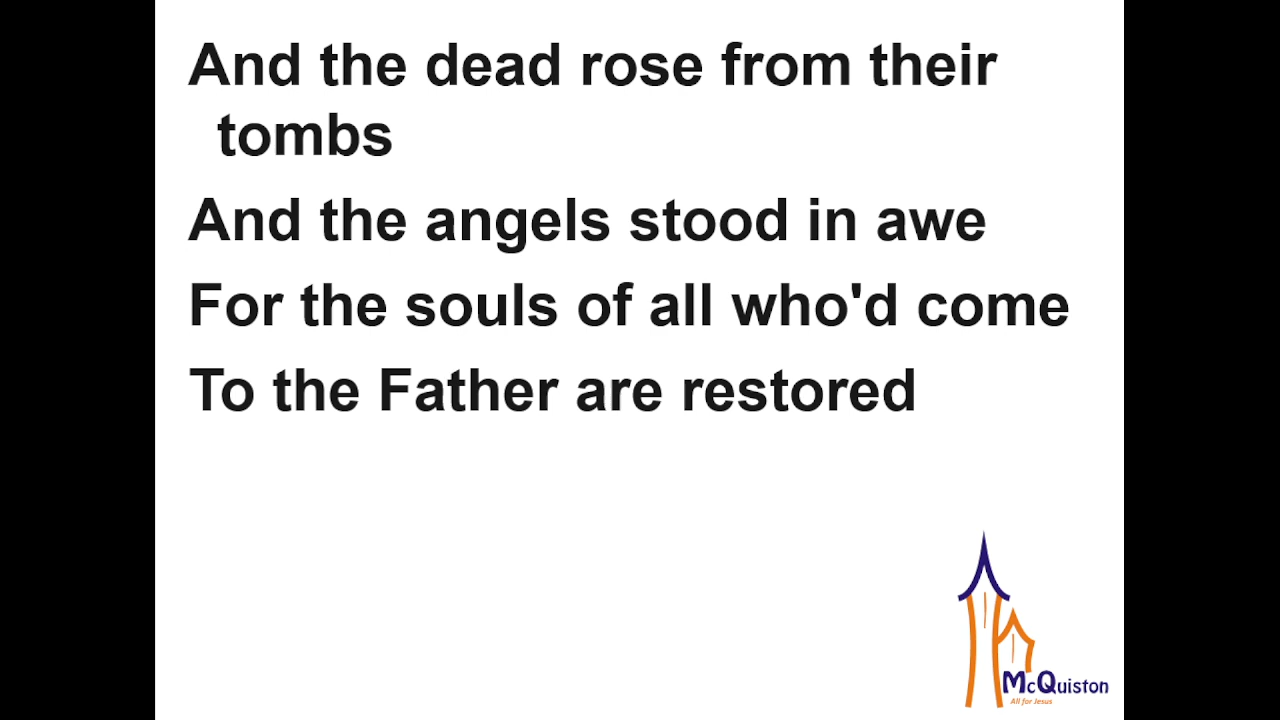 And the dead rose from their
tombs
And the angels stood in awe
For the souls of all who'd come
To the Father are restored
McQuiston
All for Jesus